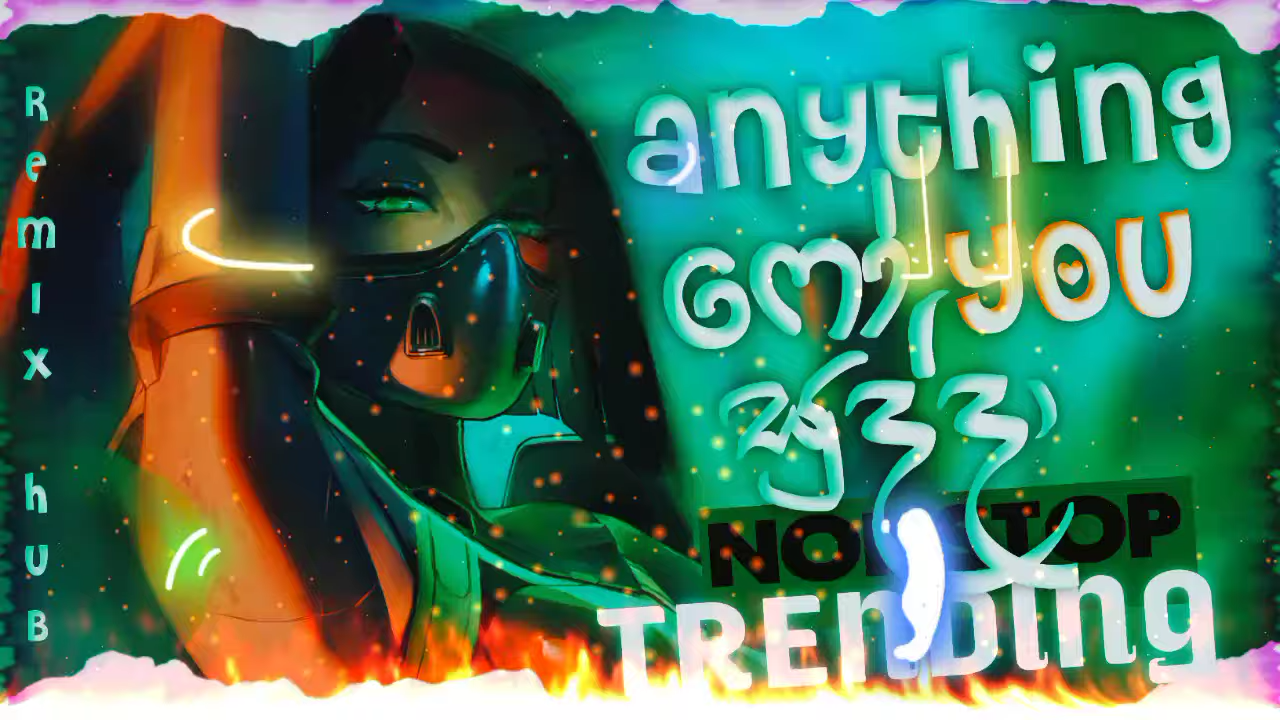 Remix hub
anything
ෆෝ you
සුද්දා
NONSTOP
TRENDing